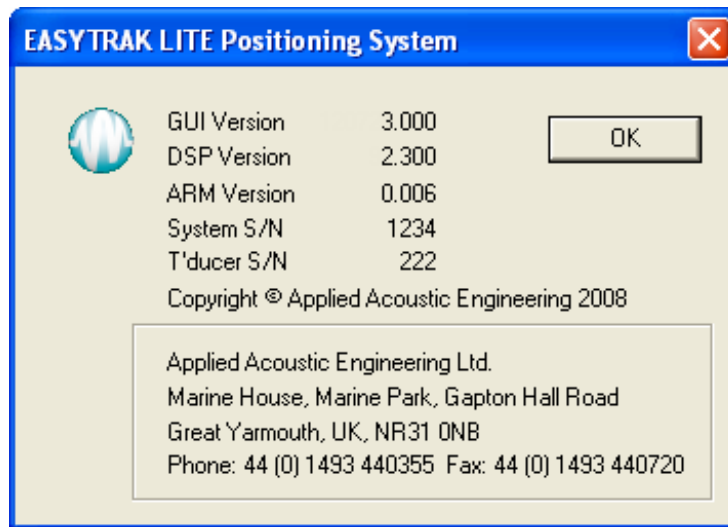 EASYTRAK LITE Positioning System
GUI Version 3.000
OK
DSP Version 2.300
ARM Version 0.006
System S/N 1234
T'ducer S/N 222
Copyright © Applied Acoustic Engineering 2008
Applied Acoustic Engineering Ltd.
Marine House, Marine Park, Gapton Hall Road
Great Yarmouth, UK, NR31 0NB
Phone: 44 (0) 1493 440355 Fax: 44 (0) 1493 440720